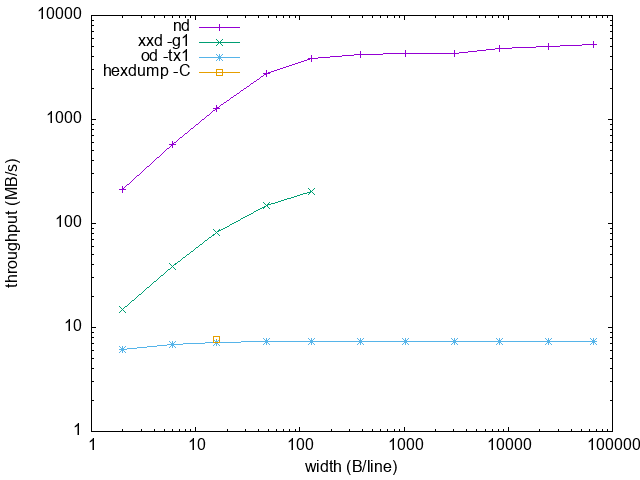 10000
1000
100
10
1
throughput (MB/s)
nd
xxd -g1
od -tx1
hexdump -C
1
10
100
1000
10000
100000
width (B/line)